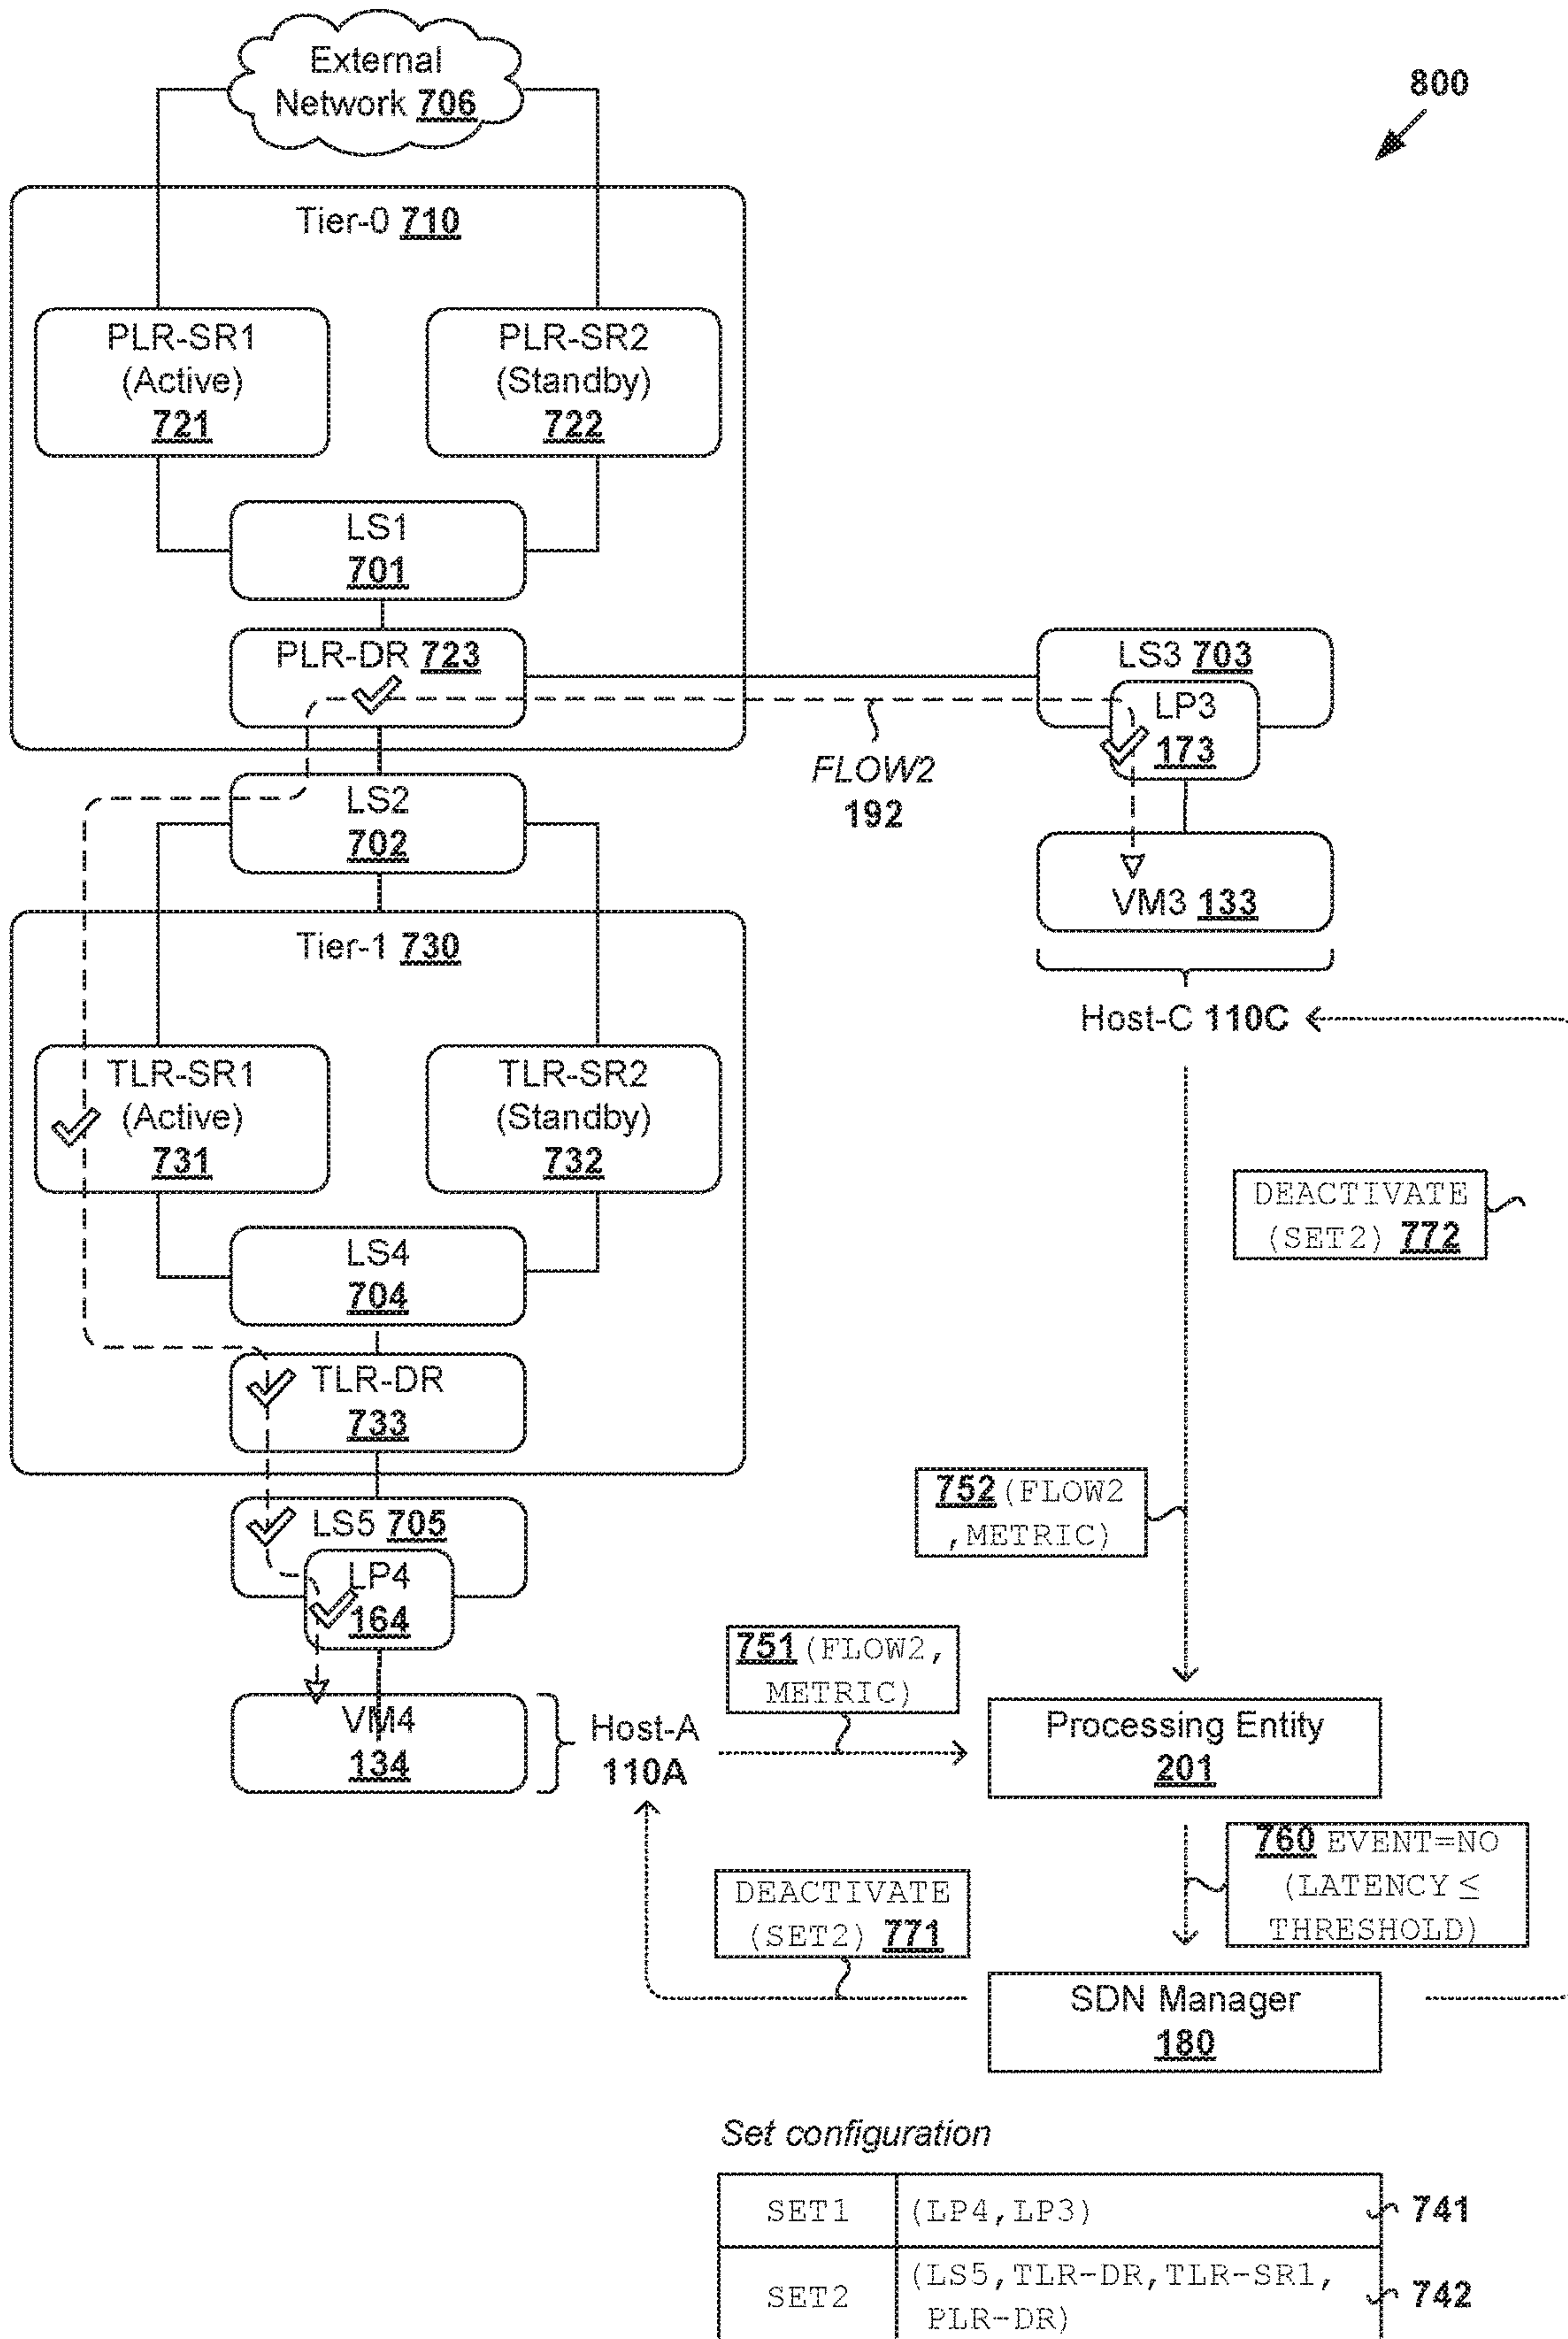 External
Network 706
800
Tier-0 710
PLR-SR1
(Active)
721
PLR-SR2
(Standby)
722
LS1
701
PLR-DR 723
LS3 703
LP3
173
FLOW2
192
LS2
702
VM3 133
Tier-1 730
Host-C 110C
TLR-SR1
(Active)
731
TLR-SR2
(Standby)
732
DEACTIVATE
(SET2) 772
LS4
704
TLR-DR
733
752 (FLOW2
,METRIC)
LS5 705
LP4
164
751 (FLOW2,
METRIC)
VM4
134
Host-A
110A
Processing Entity
201
760 EVENT=NO
(LATENCY ≤
THRESHOLD)
DEACTIVATE
(SET2) 771
SDN Manager
180
Set configuration
SET1 (LP4,LP3) 741
SET2 (LS5,TLR-DR,TLR-SR1,
PLR-DR) 742